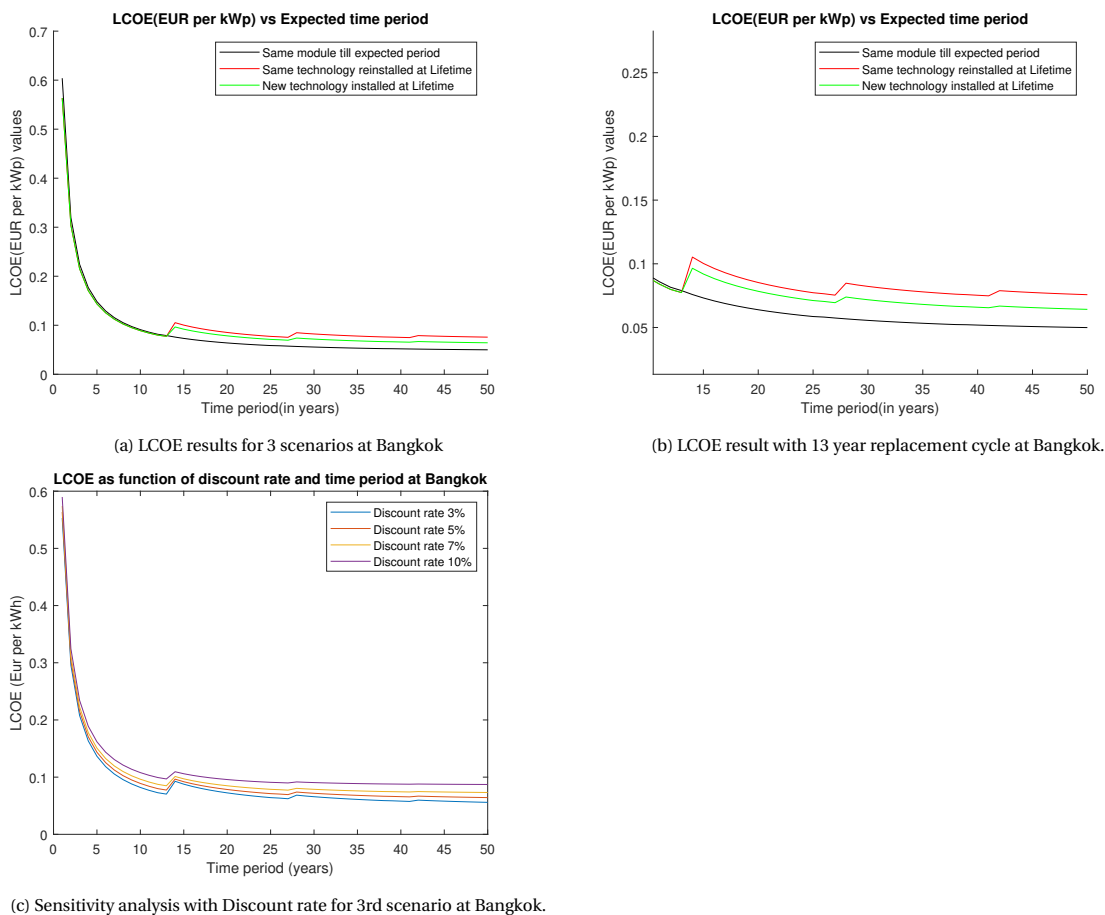 LCOE(EUR per kWp) vs Expected time period
LCOE(EUR per kWp) values
0.7
0.6
0.5
0.4
0.3
0.2
0.1
0
Same module till expected period
Same technology reinstalled at Lifetime
New technology installed at Lifetime
0 5 10 15 20 25 30 35 40 45 50
Time period(in years)
(a) LCOE results for 3 scenarios at Bangkok
LCOE(EUR per kWp) vs Expected time period
LCOE(EUR per kWp) values
0.25
0.2
0.15
0.1
0.05
Same module till expected period
Same technology reinstalled at Lifetime
New technology installed at Lifetime
15 20 25 30 35 40 45 50
Time period(in years)
(b) LCOE result with 13 year replacement cycle at Bangkok.
LCOE as function of discount rate and time period at Bangkok
LCOE (Eur per kWh)
0.6
0.5
0.4
0.3
0.2
0.1
0
Discount rate 3%
Discount rate 5%
Discount rate 7%
Discount rate 10%
0 5 10 15 20 25 30 35 40 45 50
Time period (years)
(c) Sensitivity analysis with Discount rate for 3rd scenario at Bangkok.